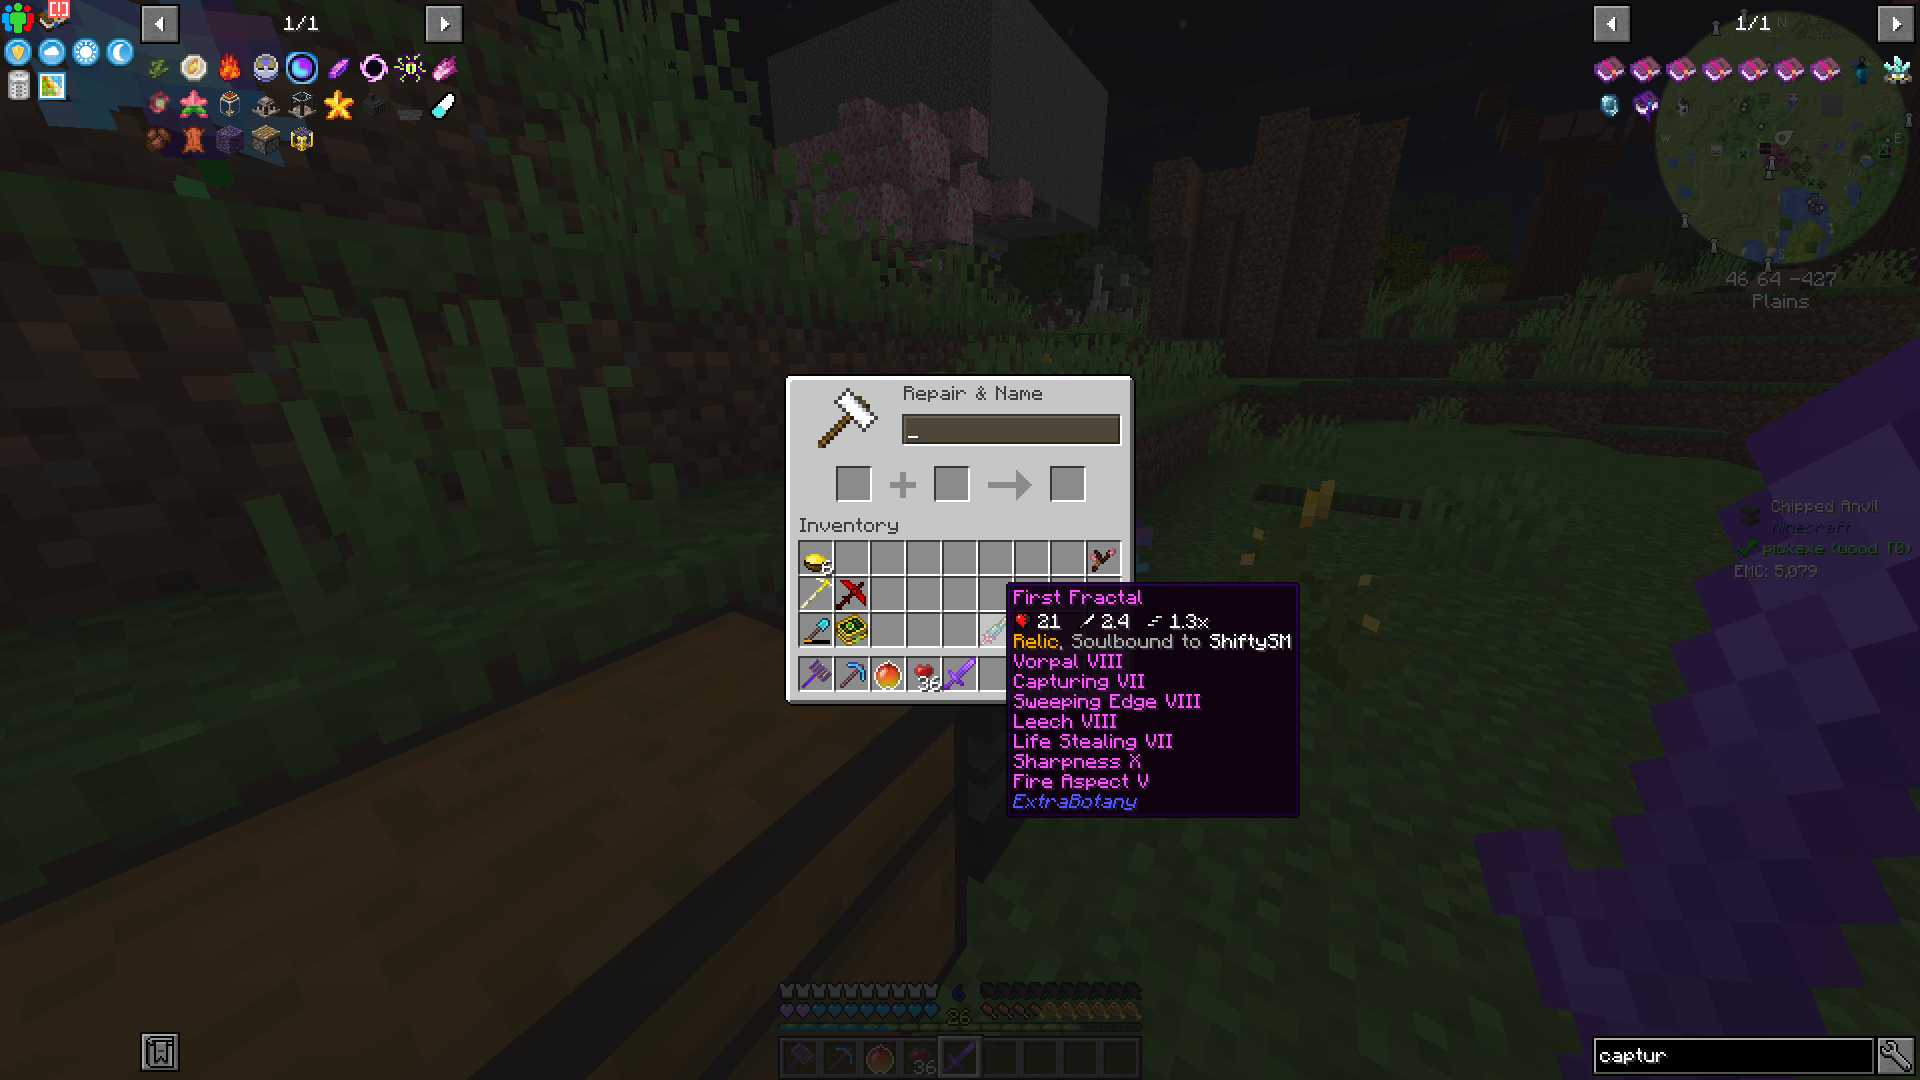 1/1
1/1
N
W
E
S
46 64 -427
Plains
Repair & Name
_
Inventory
6
36
First Fractal
21 2.4 1.3x
Relic, Soulbound to ShiftySM
Vorpal VIII
Capturing VII
Sweeping Edge VIII
Leech VIII
Life Stealing VII
Sharpness X
Fire Aspect V
ExtraBotany
Chipped Anvil
Minecraft
pickaxe (wood T0)
EMC: 5,079
26
36
captur